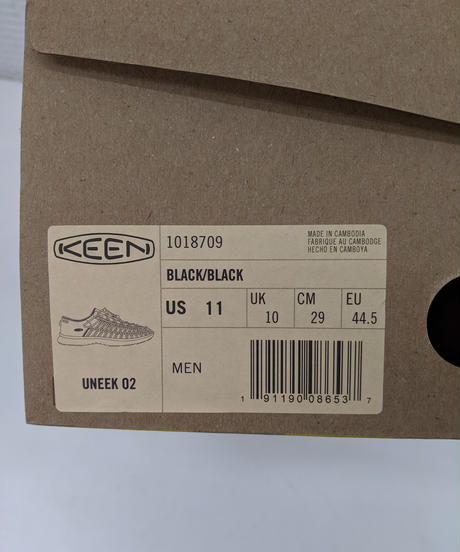 KEEN
1018709
MADE IN CAMBODIA
FABRIQUE AU CAMBODGE
HECHO EN CAMBOYA
BLACK/BLACK
US 11
UK 10
CM 29
EU 44.5
UNEEK O2
MEN
1 91190 08653 7